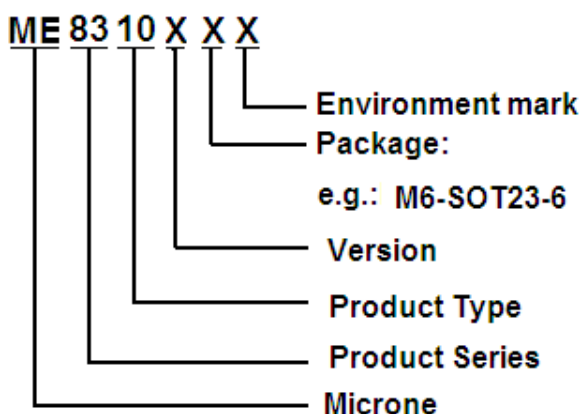 ME 83 10 X X X
Environment mark
Package:
e.g.: M6-SOT23-6
Version
Product Type
Product Series
Microne